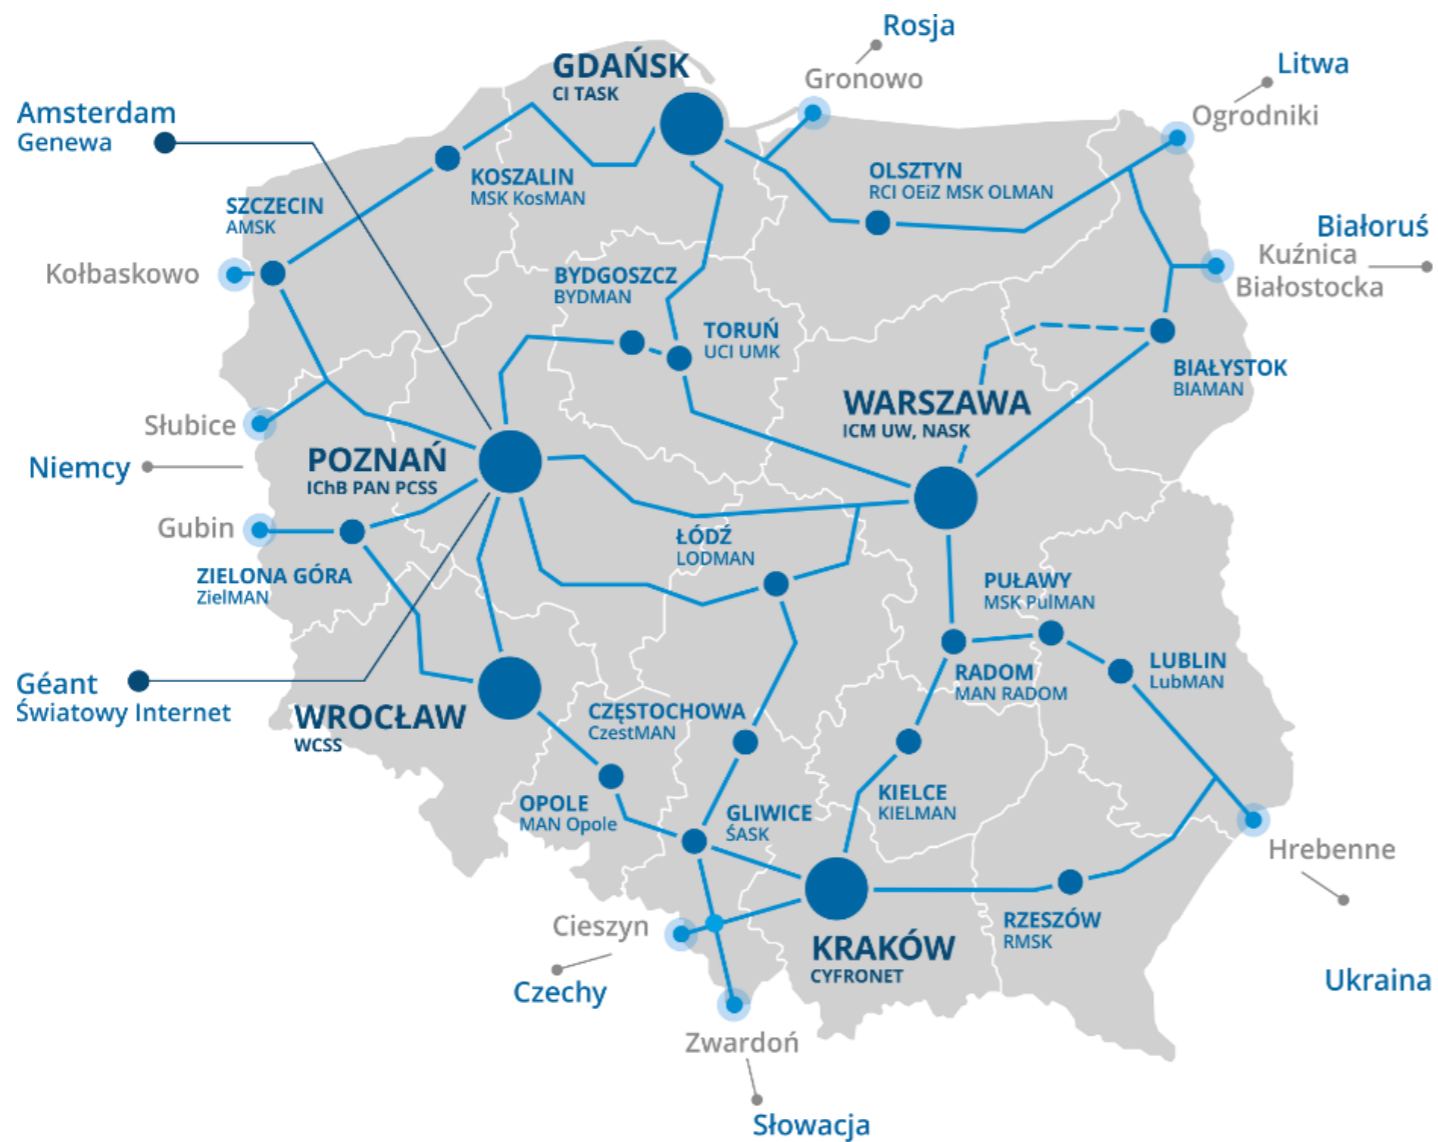 Rosja
Gronowo
Litwa
Ogrodniki
GDAŃSK
CI TASK
Amsterdam
Genewa
KOSZALIN
MSK KosMAN
OLSZTYN
RCI OEiZ MSK OLMAN
SZCZECIN
AMSK
Białoruś
Kuźnica
Białostocka
Kołbaskowo
BYDGOSZCZ
BYDMAN
TORUŃ
UCI UMK
BIAŁYSTOK
BIAMAN
WARSZAWA
ICM UW, NASK
Słubice
Niemcy
POZNAŃ
IChB PAN PCSS
Gubin
ŁÓDŹ
LODMAN
ZIELONA GÓRA
ZielMAN
PUŁAWY
MSK PulMAN
LUBLIN
LubMAN
RADOM
MAN RADOM
Géant
Światowy Internet
WROCŁAW
WCSS
CZĘSTOCHOWA
CzestMAN
OPOLE
MAN Opole
GLIWICE
ŚASK
KIELCE
KIELMAN
Hrebenne
Cieszyn
Czechy
KRAKÓW
CYFRONET
RZESZÓW
RMSK
Ukraina
Zwardoń
Słowacja